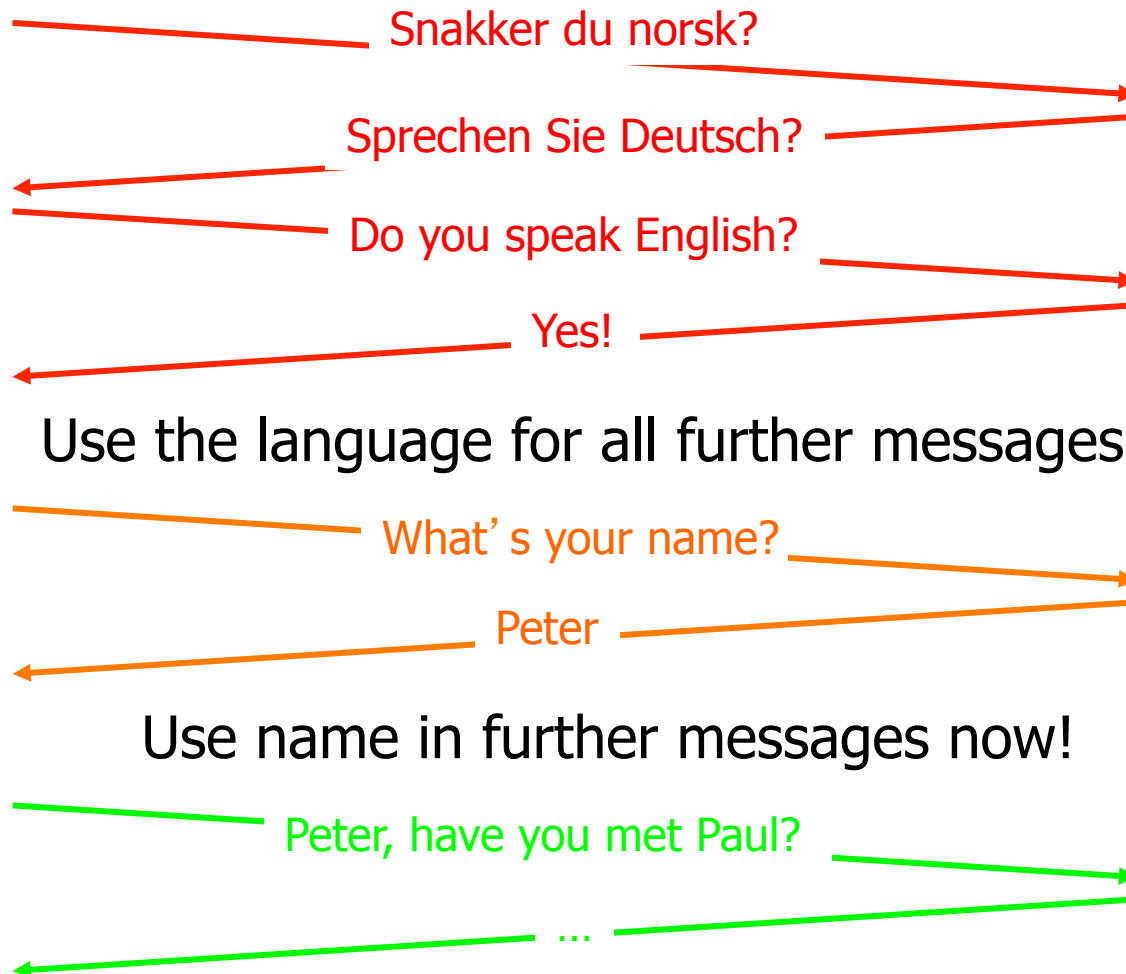 Snakker du norsk?
Sprechen Sie Deutsch?
Do you speak English?
Yes!
Use the language for all further messages
What’s your name?
Peter
Use name in further messages now!
Peter, have you met Paul?
...